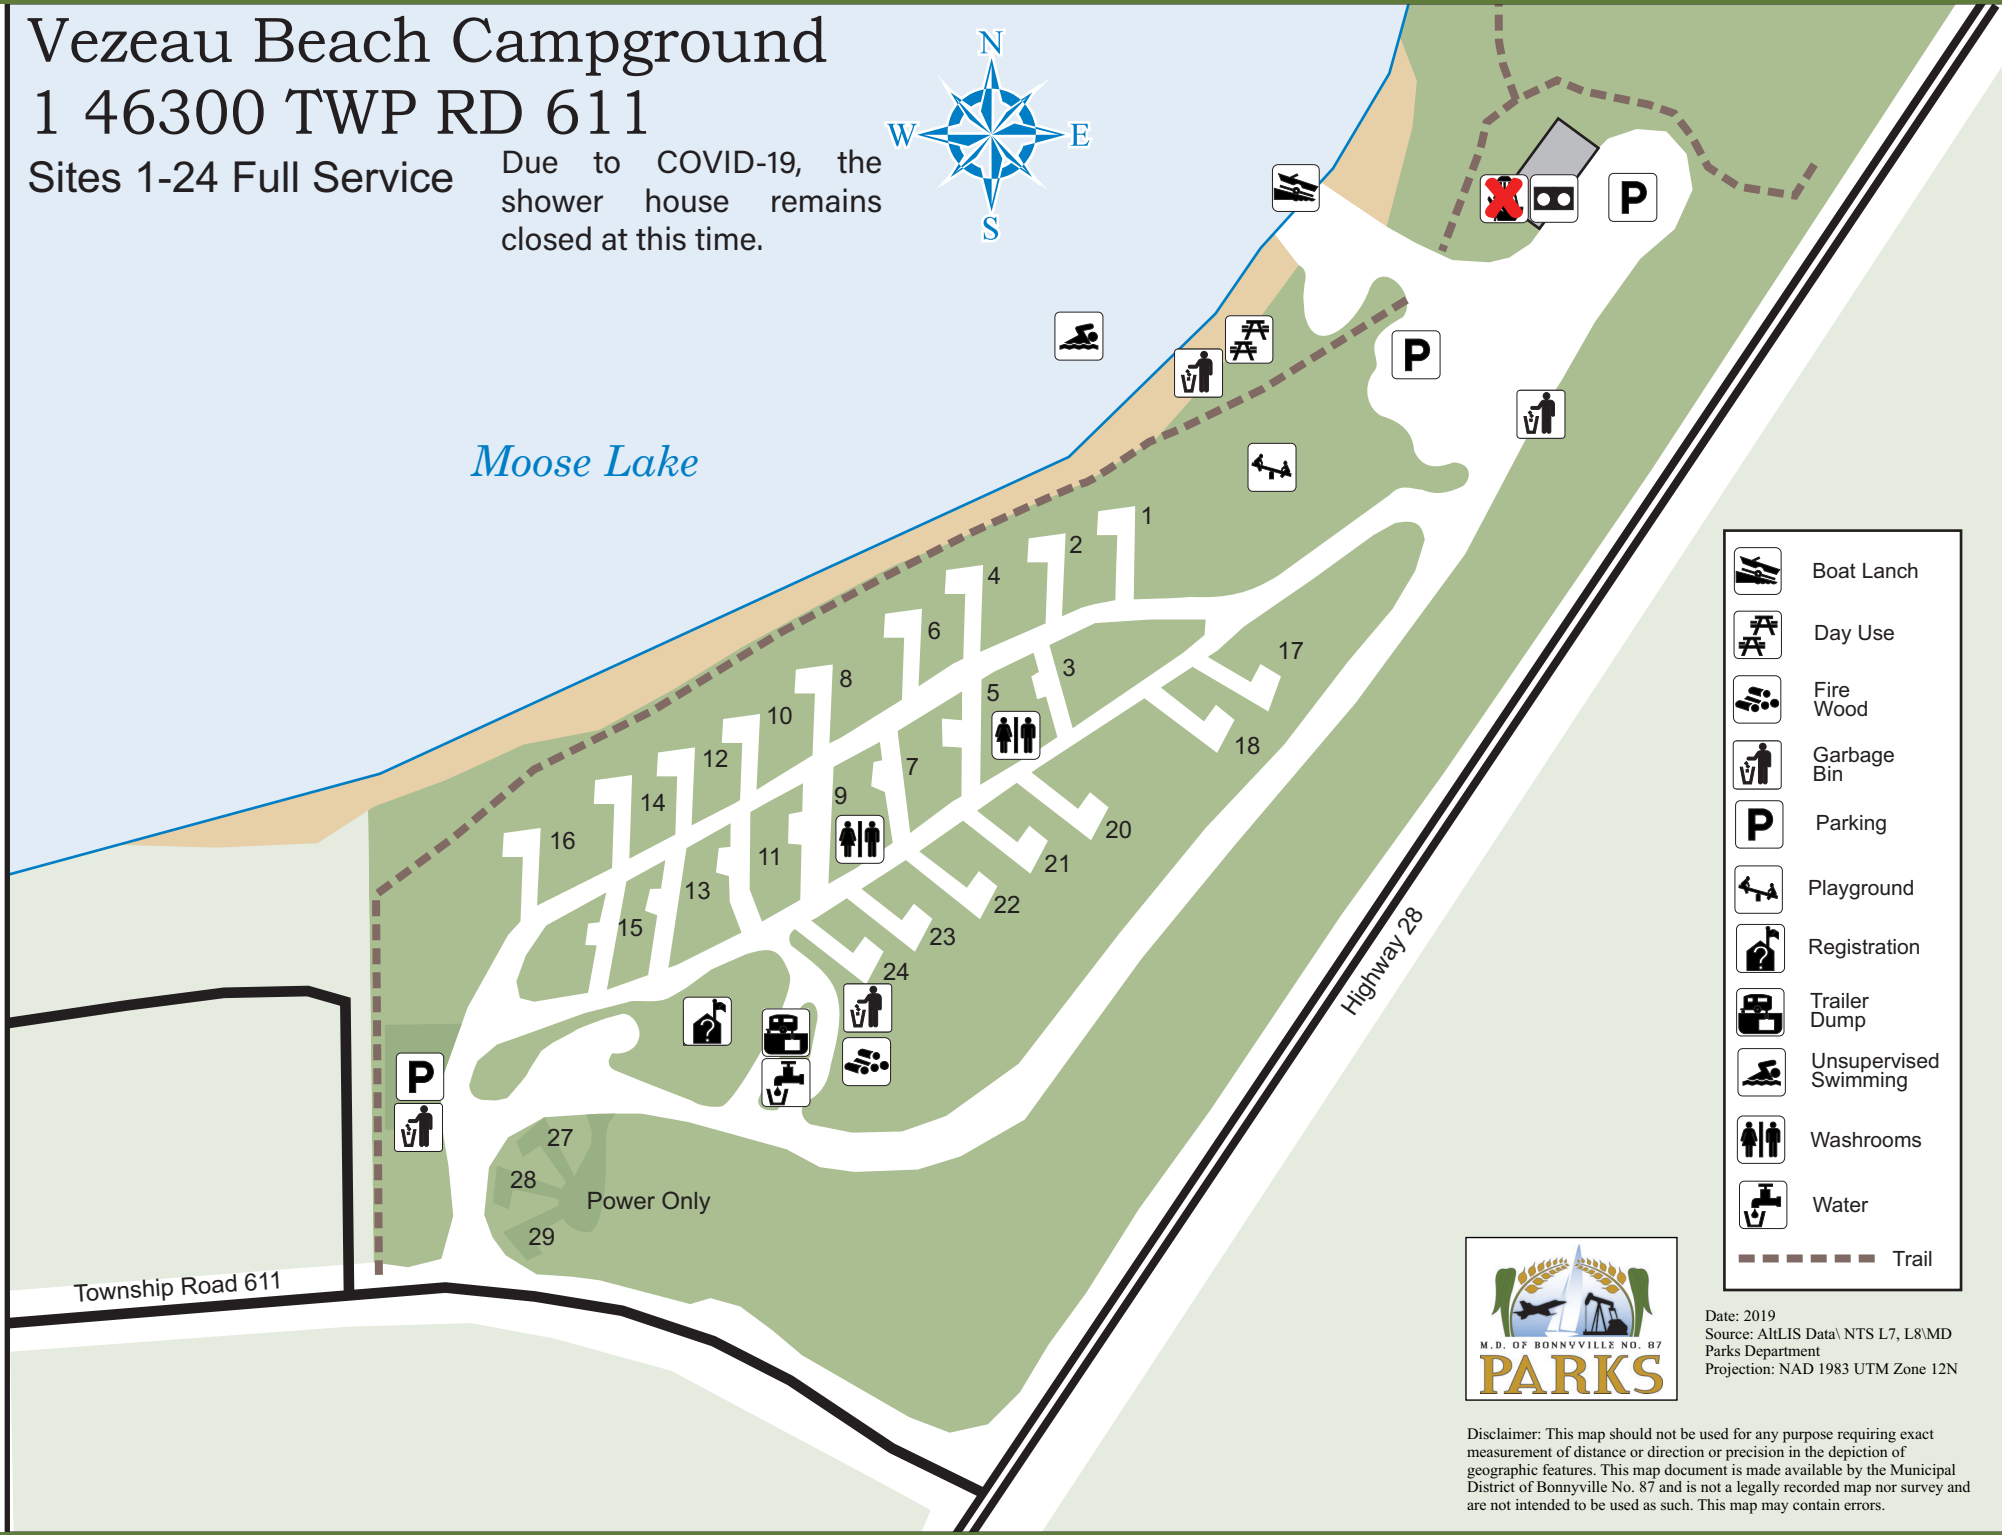 Vezeau Beach Campground
1 46300 TWP RD 611
Sites 1-24 Full Service
Due to COVID-19, the
shower house remains
closed at this time.
N
W
E
S
P
P
Moose Lake
1
2
4
6
8
10
12
14
16
3
5
7
9
11
13
15
17
18
20
21
22
23
24
?
P
27
28
29
Power Only
Township Road 611
Highway 28
Boat Lanch
Day Use
Fire
Wood
Garbage
Bin
P
Parking
Playground
?
Registration
Trailer
Dump
Unsupervised
Swimming
Washrooms
Water
Trail
M.D. OF BONNYVILLE NO. 87
PARKS
Date: 2019
Source: AltLIS Data\ NTS L7, L8\MD
Parks Department
Projection: NAD 1983 UTM Zone 12N
Disclaimer: This map should not be used for any purpose requiring exact
measurement of distance or direction or precision in the depiction of
geographic features. This map document is made available by the Municipal
District of Bonnyville No. 87 and is not a legally recorded map nor survey and
are not intended to be used as such. This map may contain errors.